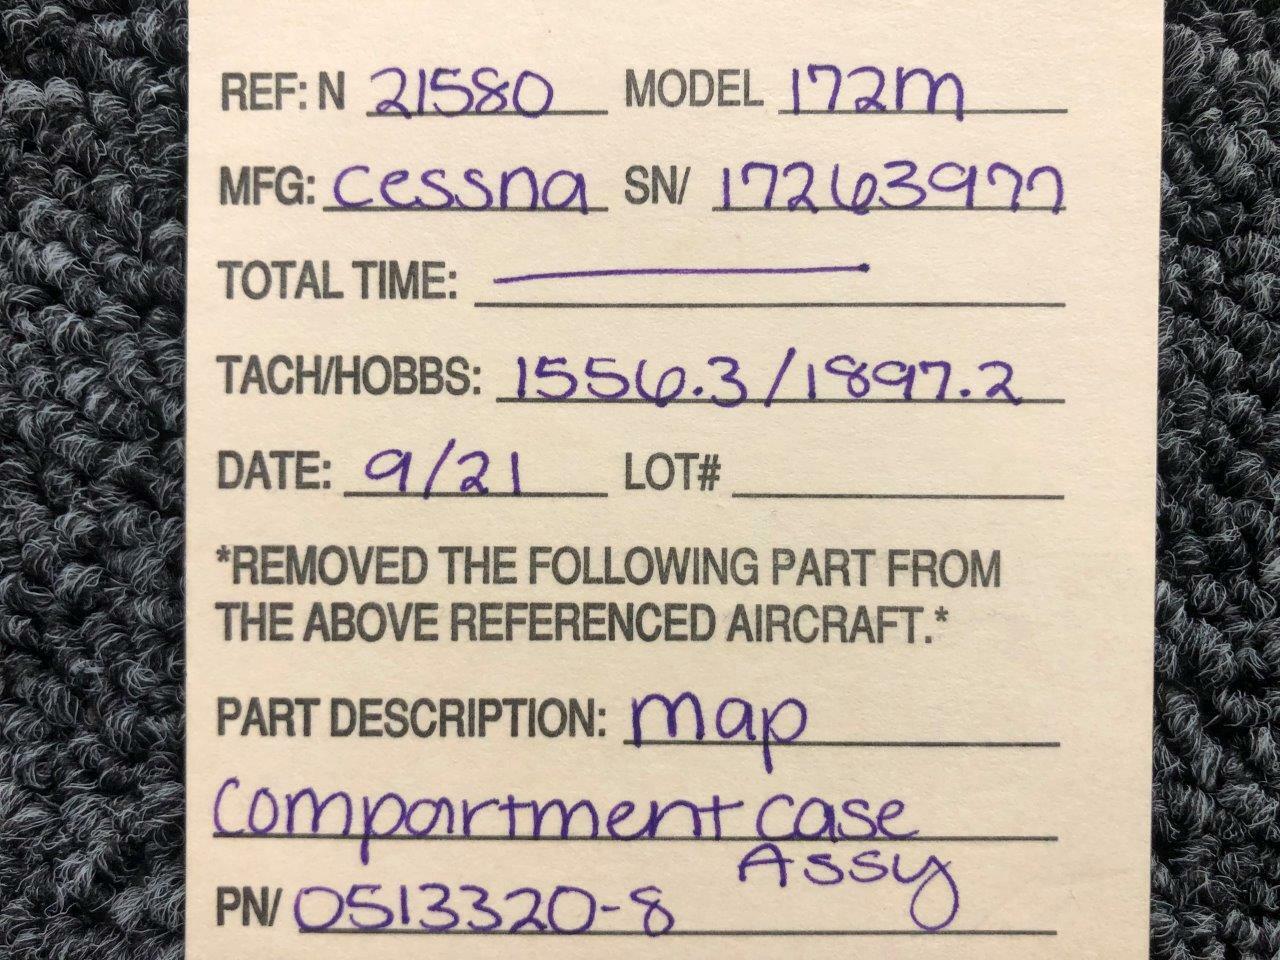 REF: N 21580 MODEL 172M
MFG: Cessna SN/ 17263977
TOTAL TIME:
TACH/HOBBS: 1556.3/1897.2
DATE: 9/21 LOT#
*REMOVED THE FOLLOWING PART FROM
THE ABOVE REFERENCED AIRCRAFT.*
PART DESCRIPTION: Map
Compartment Case
Assy
PN/ 0513320-8